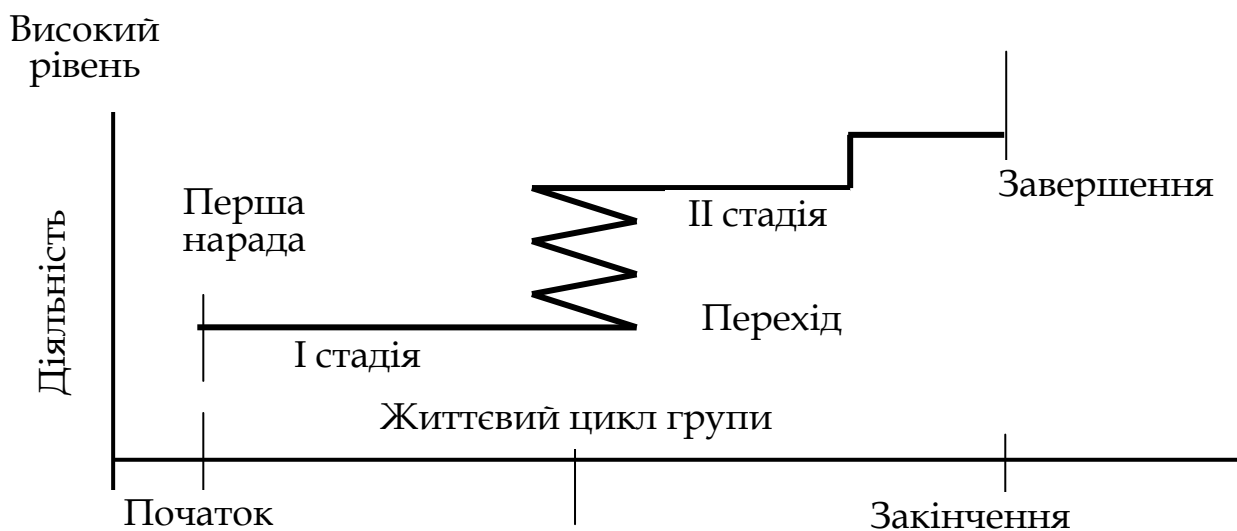 Високий
рівень
Завершення
Перша
нарада
II стадія
Діяльність
Перехід
I стадія
Життєвий цикл групи
Початок
Закінчення